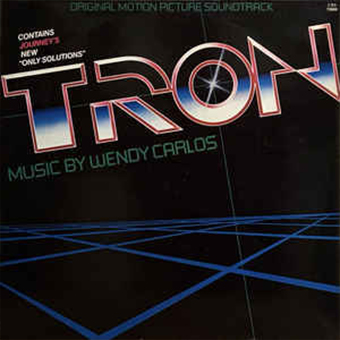 ORIGINAL MOTION PICTURE SOUNDTRACK
CONTAINS
JOURNEY'S
NEW
"ONLY SOLUTIONS"
TRON
MUSIC BY WENDY CARLOS